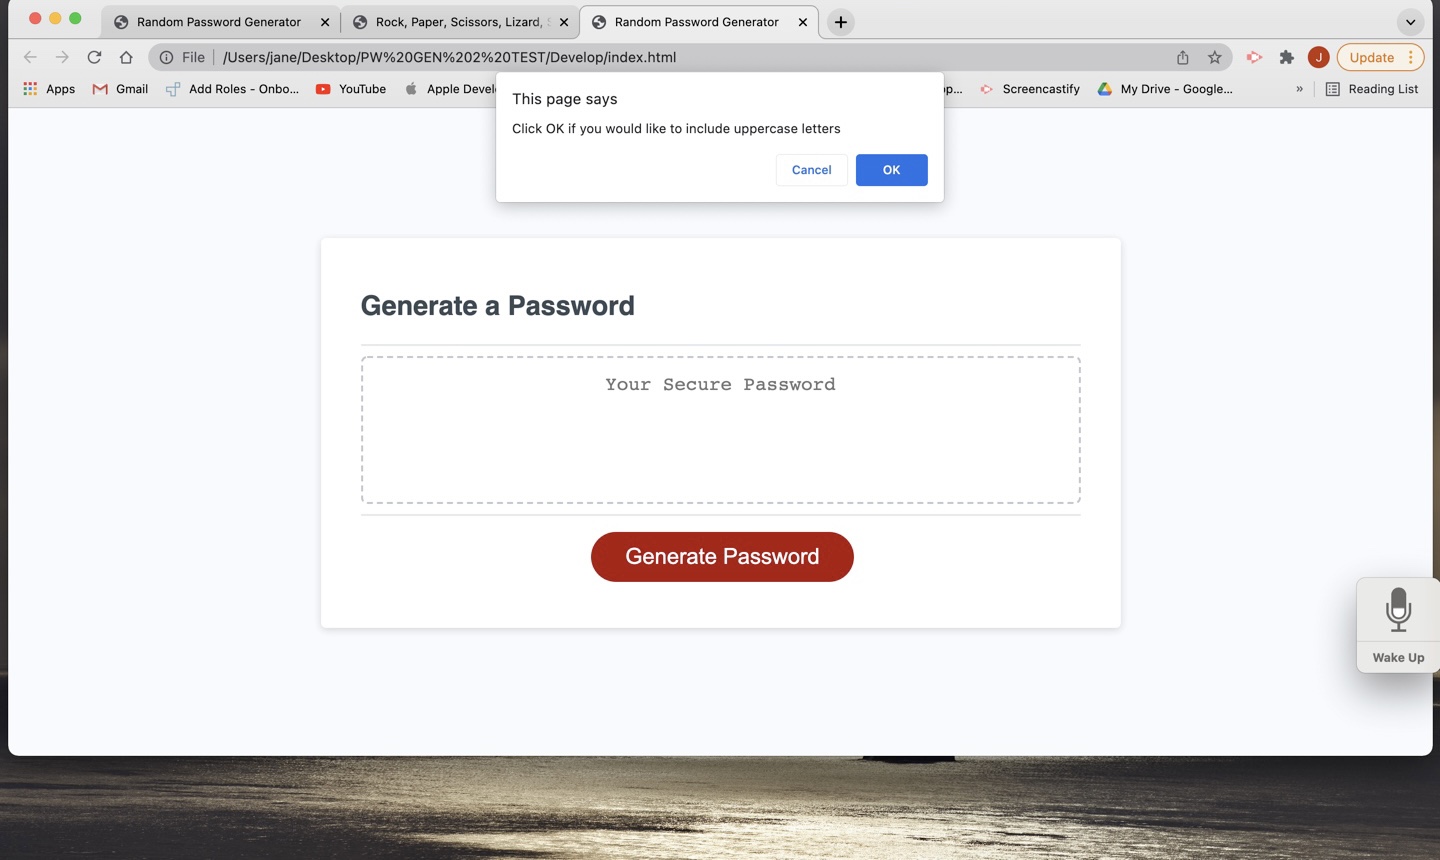 Random Password Generator
Rock, Paper, Scissors, Lizard,
Random Password Generator
File /Users/jane/Desktop/PW%20GEN%202%20TEST/Develop/index.html
J
Update
Apps
Gmail
Add Roles - Onbo...
YouTube
Apple Devel
p...
Screencastify
My Drive - Google...
»
Reading List
This page says
Click OK if you would like to include uppercase letters
Cancel
OK
Generate a Password
Your Secure Password
Generate Password
Wake Up